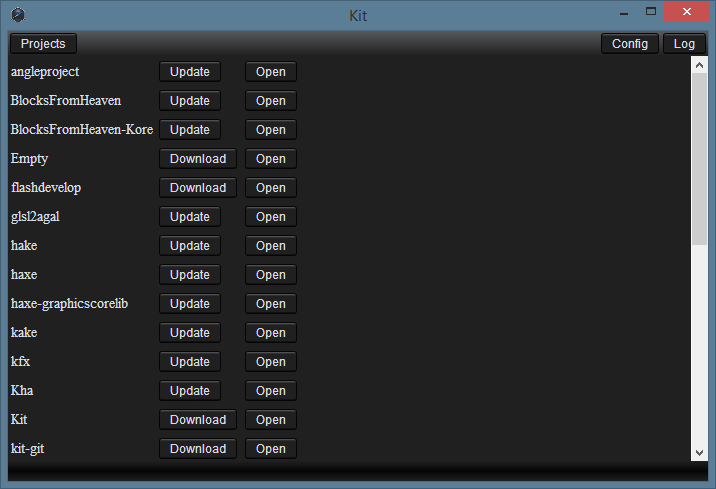 Kit
Projects Config Log
angleproject Update Open
BlocksFromHeaven Update Open
BlocksFromHeaven-Kore Update Open
Empty Download Open
flashdevelop Download Open
glsl2agal Update Open
hake Update Open
haxe Update Open
haxe-graphicscorelib Update Open
kake Update Open
kfx Update Open
Kha Update Open
Kit Download Open
kit-git Download Open